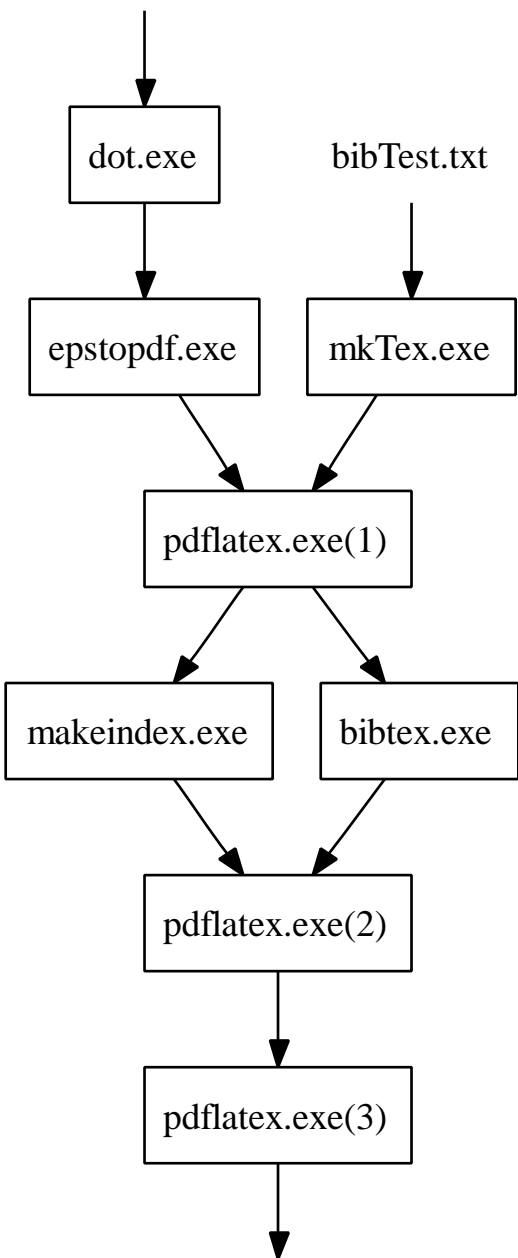 dot.exe
bibTest.txt
epstopdf.exe
mkTex.exe
pdflatex.exe(1)
makeindex.exe
bibtex.exe
pdflatex.exe(2)
pdflatex.exe(3)